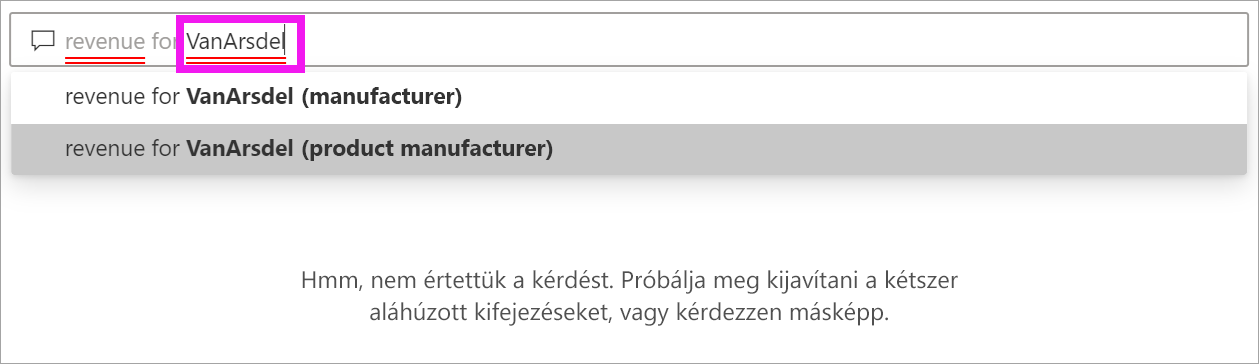 revenue for VanArsdel
revenue for VanArsdel (manufacturer)
revenue for VanArsdel (product manufacturer)
Hmm, nem értettük a kérdést. Próbálja meg kijavítani a kétszer
aláhúzott kifejezéseket, vagy kérdezzen másképp.